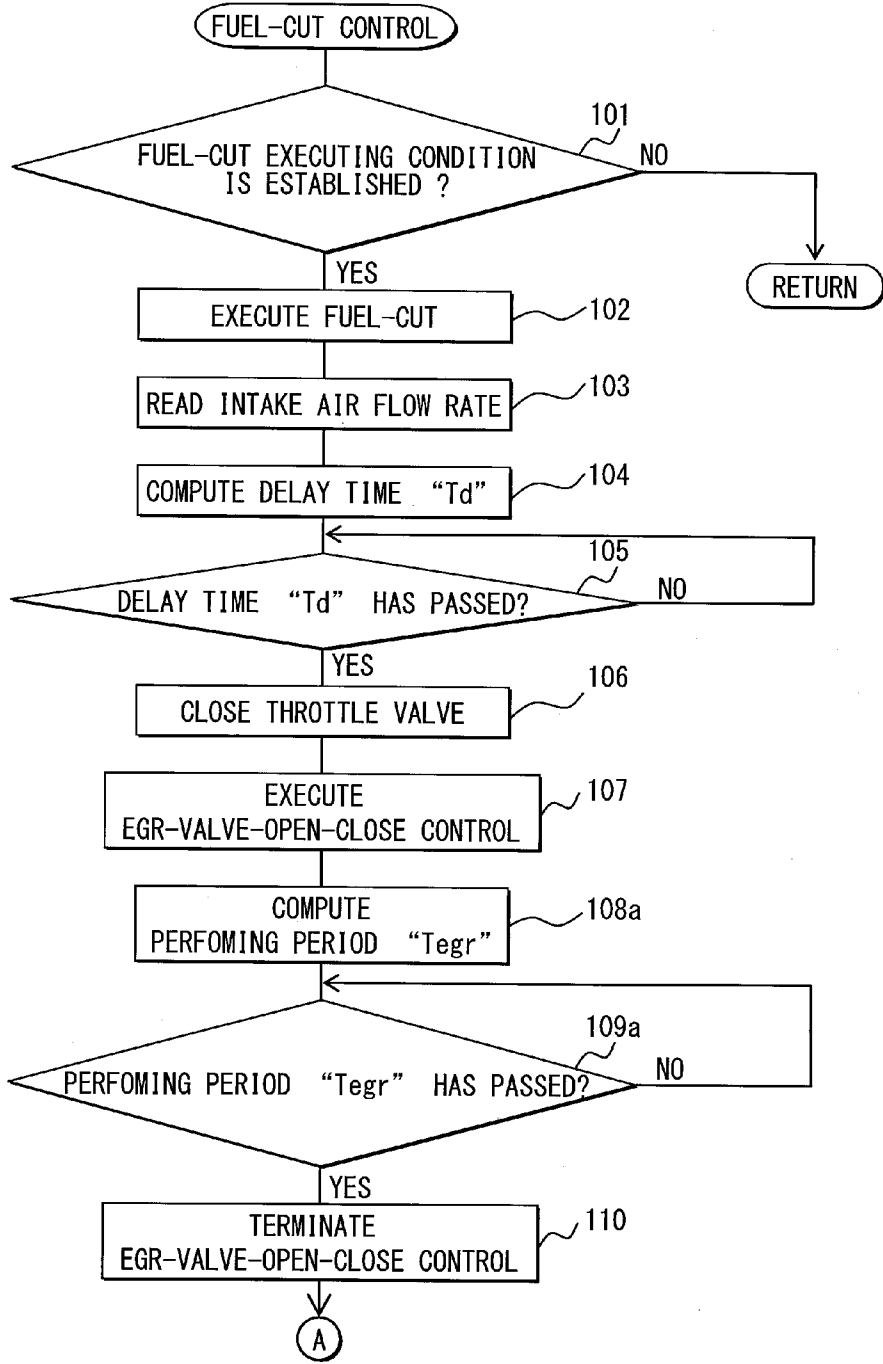 FUEL-CUT CONTROL
101
FUEL-CUT EXECUTING CONDITION
IS ESTABLISHED ?
NO
YES
RETURN
EXECUTE FUEL-CUT
102
READ INTAKE AIR FLOW RATE
103
COMPUTE DELAY TIME “Td”
104
105
DELAY TIME “Td” HAS PASSED?
NO
YES
CLOSE THROTTLE VALVE
106
EXECUTE
EGR-VALVE-OPEN-CLOSE CONTROL
107
COMPUTE
PERFOMING PERIOD “Tegr”
108a
109a
PERFOMING PERIOD “Tegr” HAS PASSED?
NO
YES
TERMINATE
EGR-VALVE-OPEN-CLOSE CONTROL
110
A